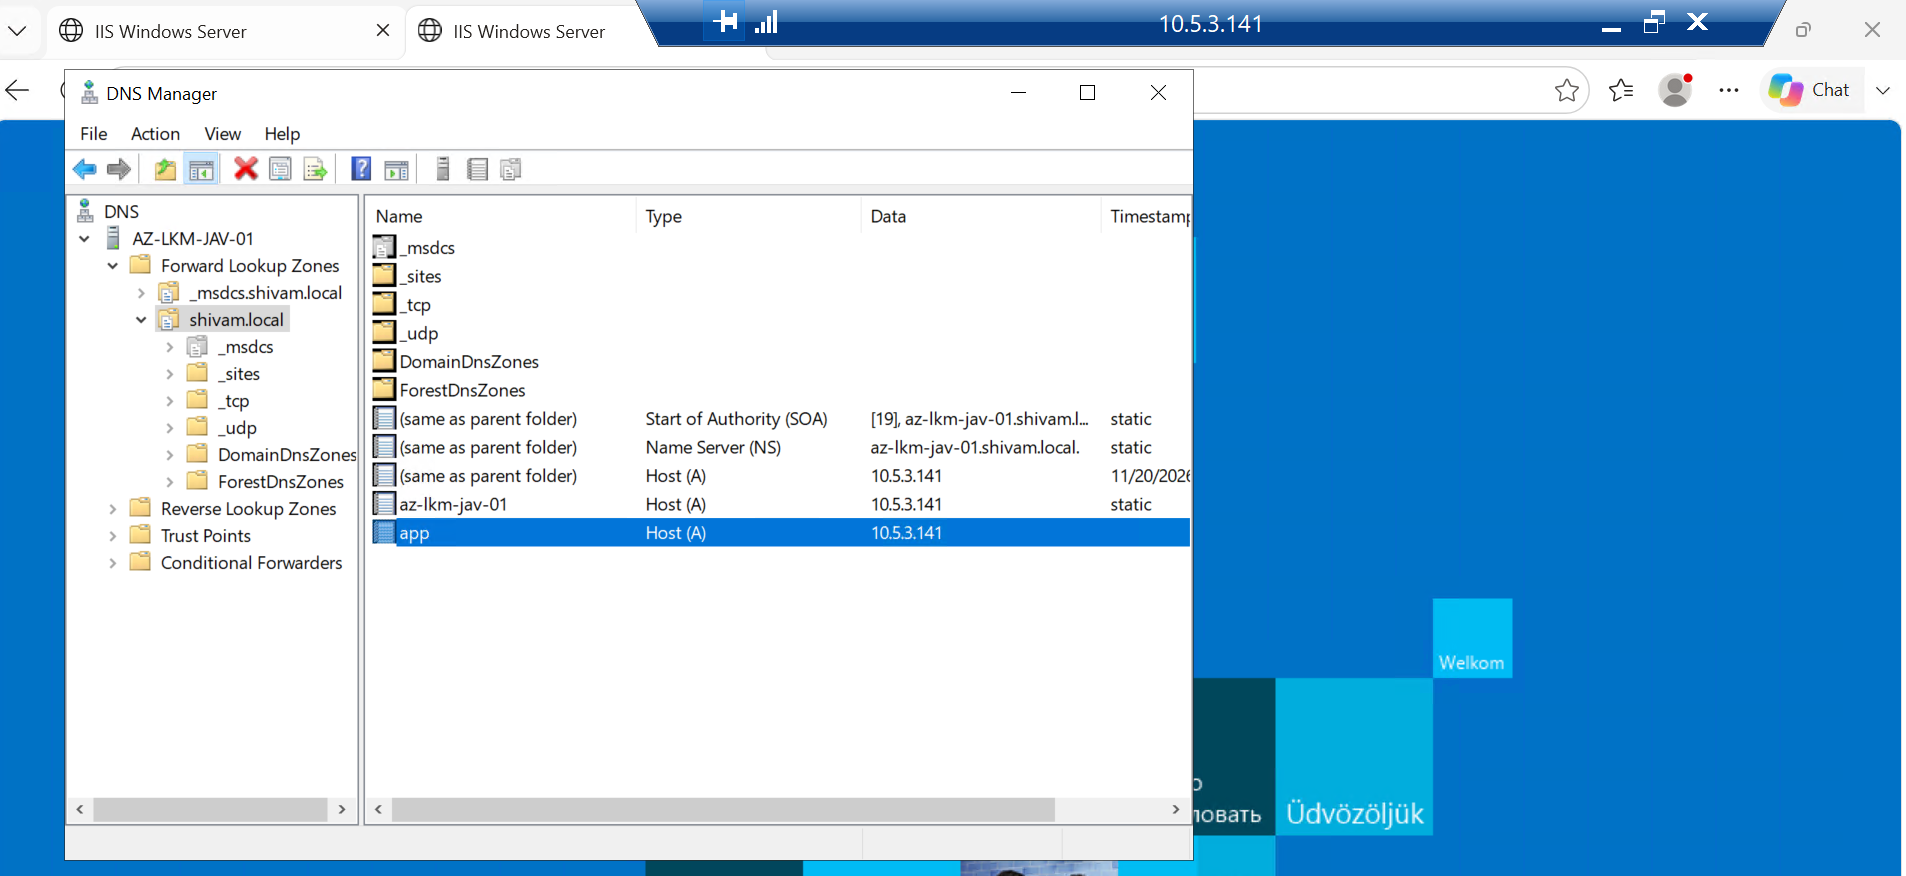 IIS Windows Server
IIS Windows Server
10.5.3.141
Chat
DNS Manager
File Action View Help
DNS
AZ-LKM-JAV-01
Forward Lookup Zones
_msdcs.shivam.local
shivam.local
_msdcs
_sites
_tcp
_udp
DomainDnsZones
ForestDnsZones
Reverse Lookup Zones
Trust Points
Conditional Forwarders
Name Type Data Timestamp
_msdcs
_sites
_tcp
_udp
DomainDnsZones
ForestDnsZones
(same as parent folder) Start of Authority (SOA) [19], az-lkm-jav-01.shivam.l... static
(same as parent folder) Name Server (NS) az-lkm-jav-01.shivam.local. static
(same as parent folder) Host (A) 10.5.3.141 11/20/2026
az-lkm-jav-01 Host (A) 10.5.3.141 static
app Host (A) 10.5.3.141
Welkom
Üdvözöljük